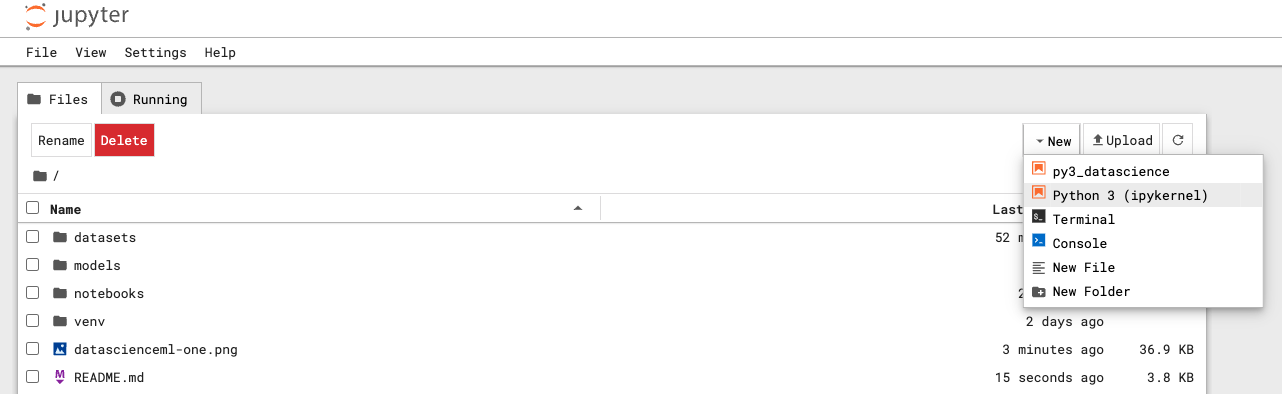 jupyter
File View Settings Help
Files Running
Rename Delete New Upload
/
py3_datascience
Python 3 (ipykernel)
Terminal
Console
New File
New Folder
Name Last
datasets 52 m
models
notebooks 2
venv 2 days ago
datascienceml-one.png 3 minutes ago 36.9 KB
README.md 15 seconds ago 3.8 KB